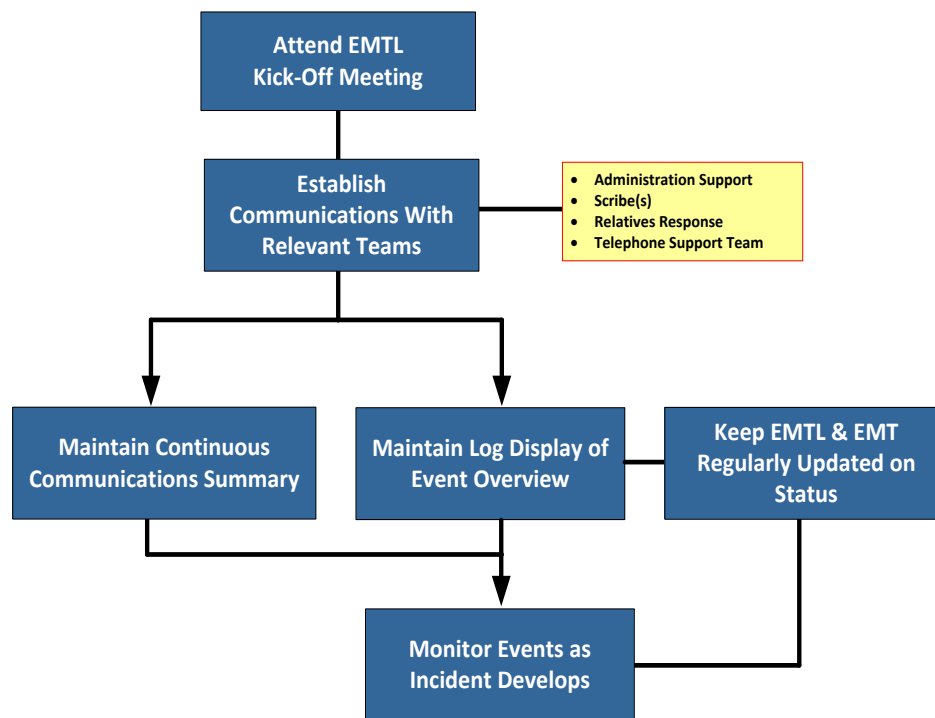 Attend EMTL
Kick-Off Meeting
Establish
Communications With
Relevant Teams
• Administration Support
• Scribe(s)
• Relatives Response
• Telephone Support Team
Maintain Continuous
Communications Summary
Maintain Log Display of
Event Overview
Keep EMTL & EMT
Regularly Updated on
Status
Monitor Events as
Incident Develops